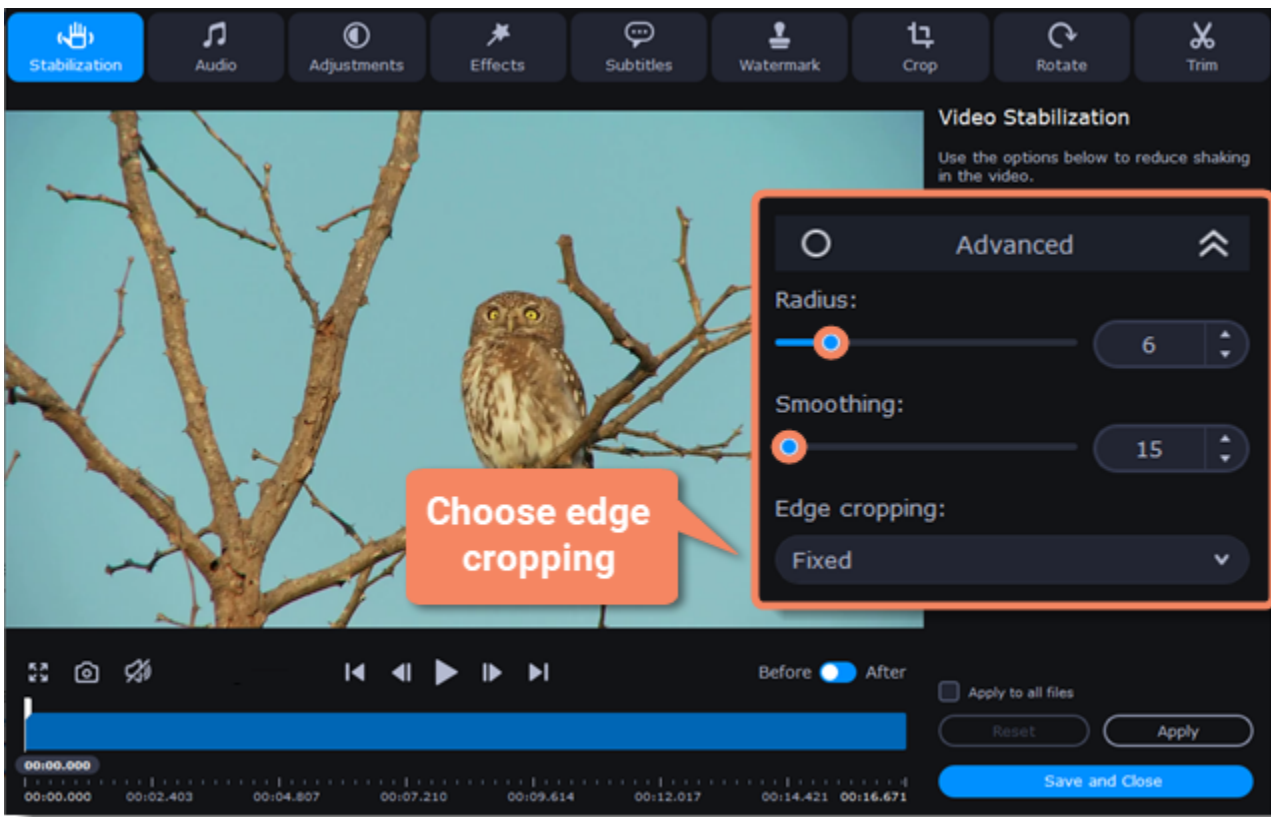 Stabilization
Audio
Adjustments
Effects
Subtitles
Watermark
Crop
Rotate
Trim
Video Stabilization
Use the options below to reduce shaking
in the video.
Advanced
Radius:
6
Smoothing:
15
Edge cropping:
Fixed
Choose edge
cropping
Before
After
Apply to all files
Reset
Apply
Save and Close
00:00.000
00:00.000 00:02.403 00:04.807 00:07.210 00:09.614 00:12.017 00:14.421 00:16.671